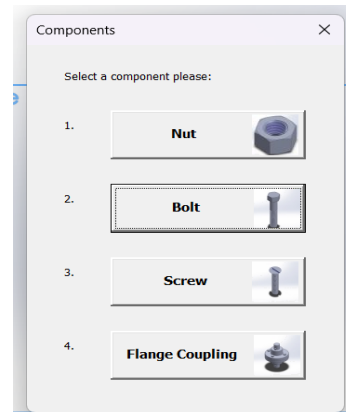 Components
Select a component please:
1. Nut
2. Bolt
3. Screw
4. Flange Coupling